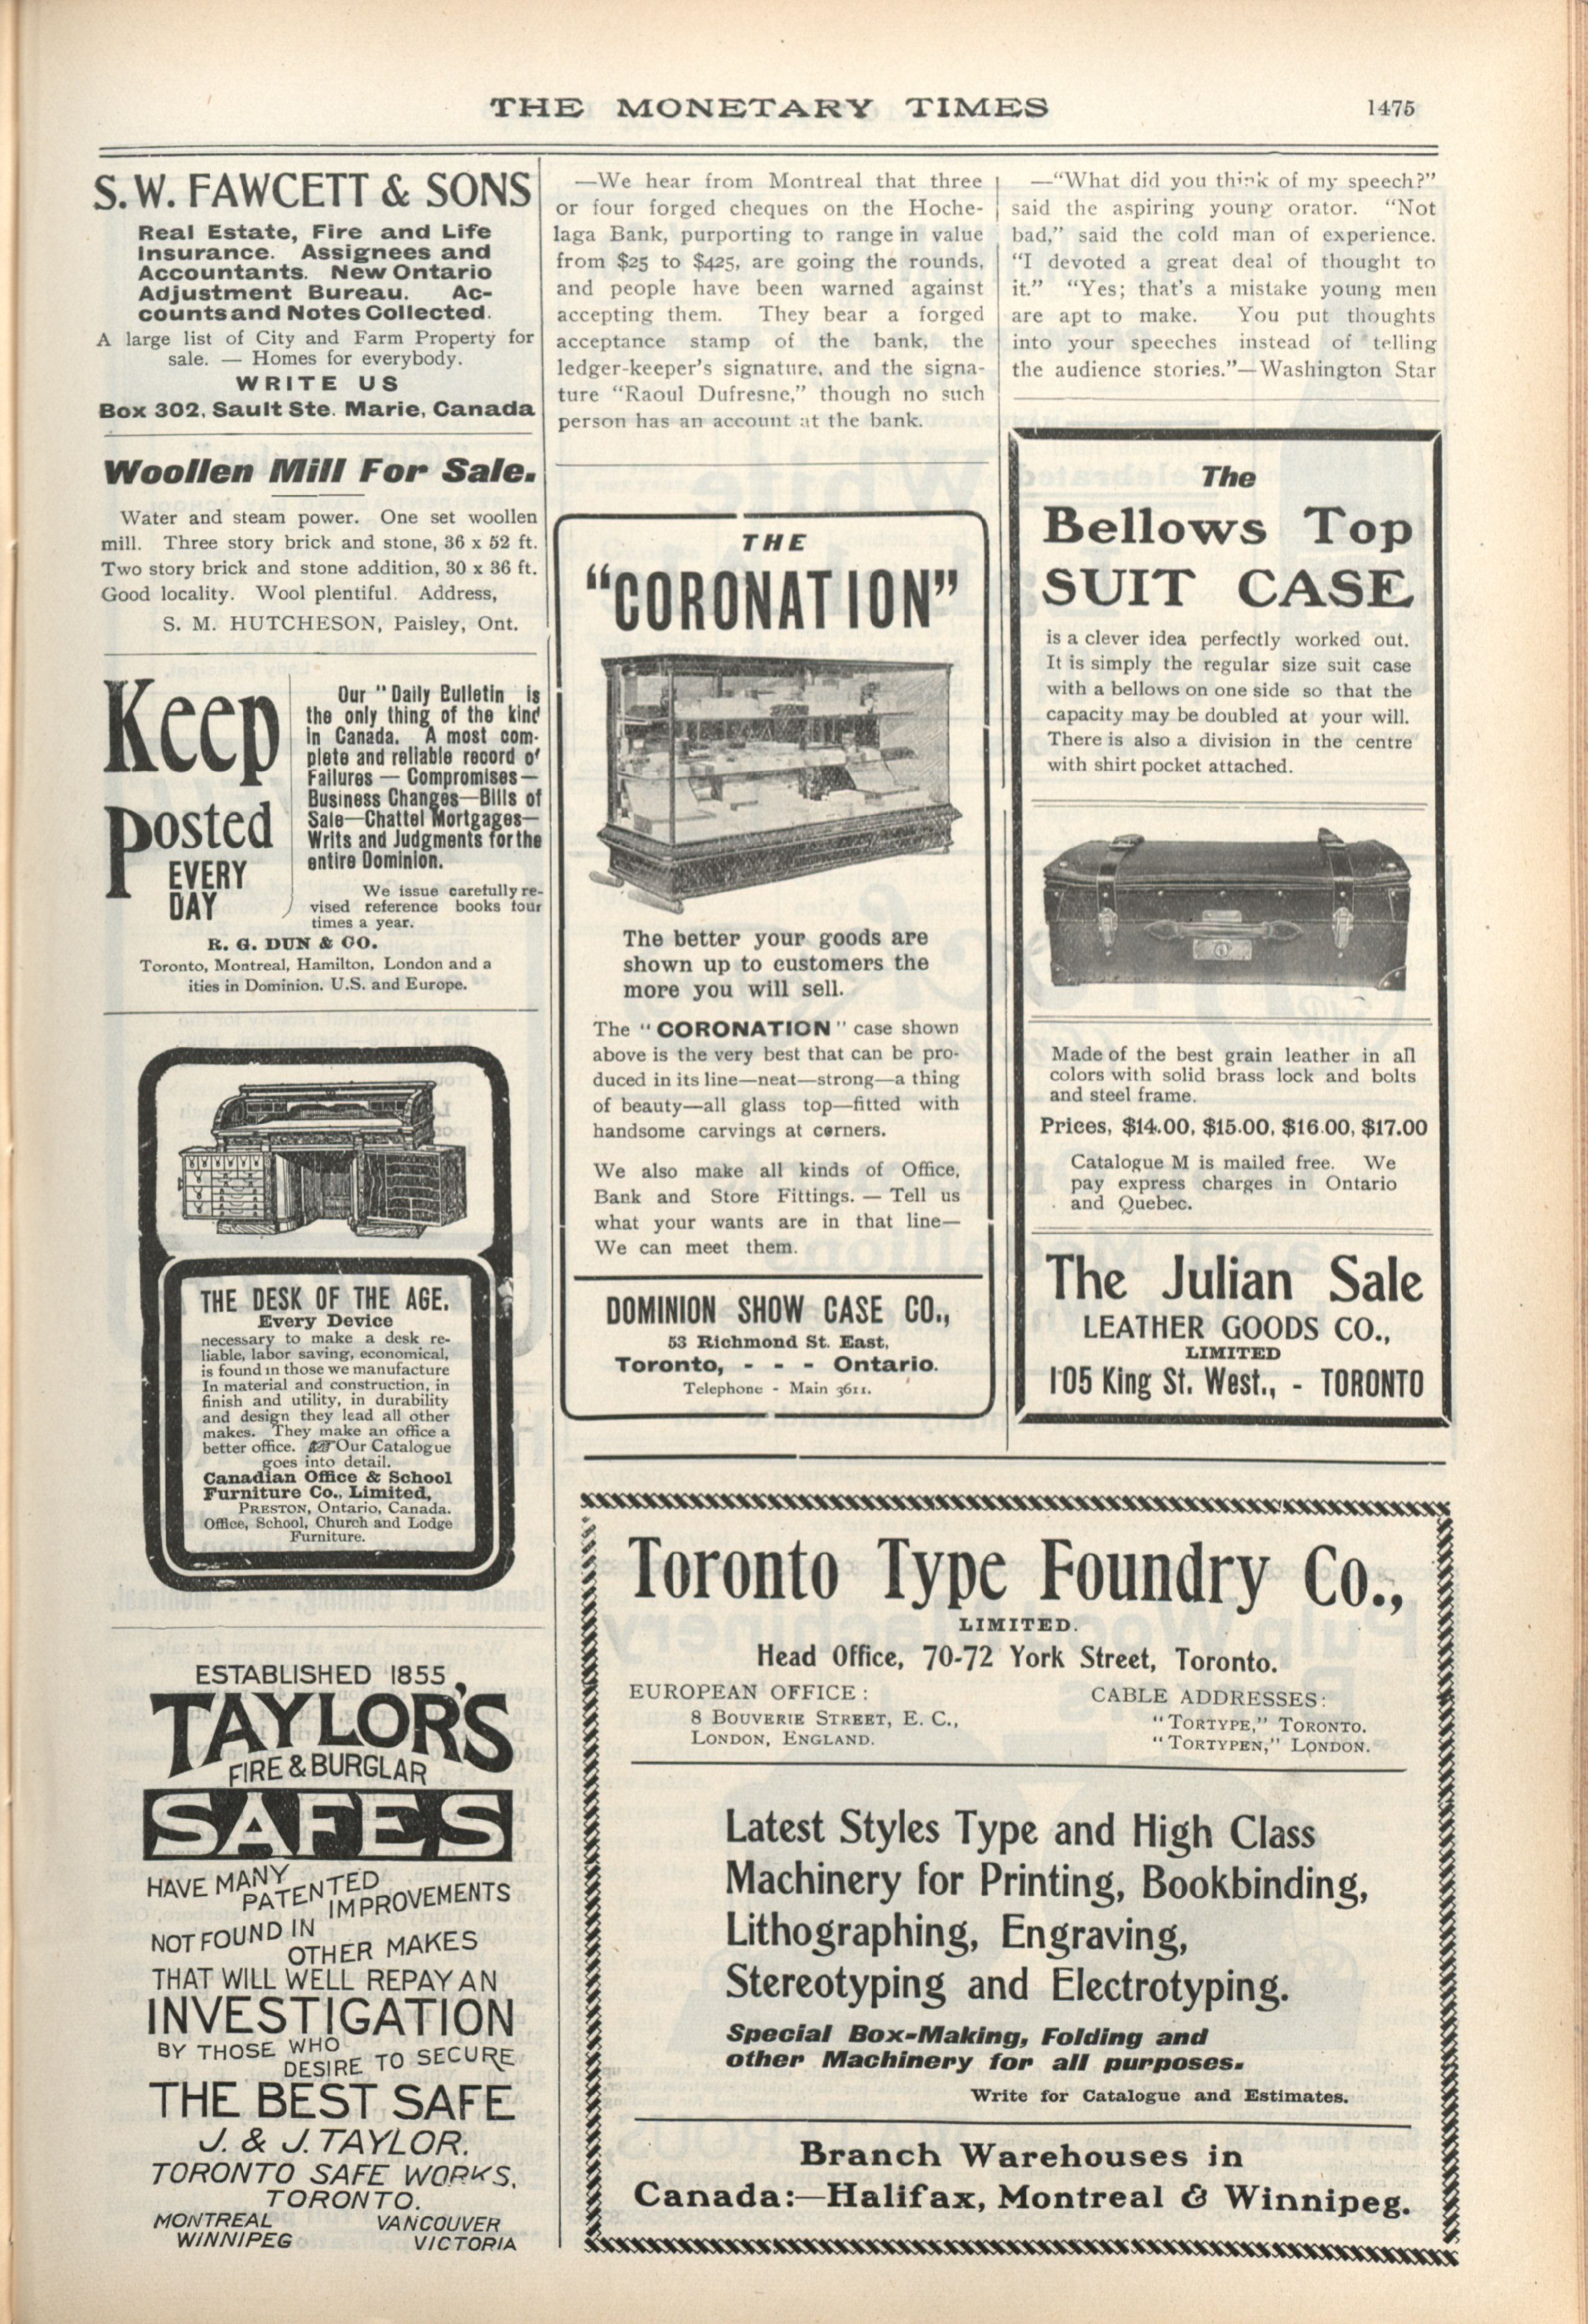 THE MONETARY TIMES
1475
S. W. FAWCETT & SONS
Real Estate, Fire and Life
Insurance. Assignees and
Accountants. New Ontario
Adjustment Bureau. Ac-
counts and Notes Collected.
A large list of City and Farm Property for
sale. — Homes for everybody.
WRITE US
Box 302, Sault Ste. Marie, Canada
Woollen Mill For Sale.
Water and steam power. One set woollen
mill. Three story brick and stone, 36 x 52 ft.
Two story brick and stone addition, 30 x 36 ft.
Good locality. Wool plentiful. Address,
S. M. HUTCHESON, Paisley, Ont.
Keep
Posted
EVERY
DAY
Our "Daily Bulletin is
the only thing of the kind
in Canada. A most com-
plete and reliable record o'
Failures — Compromises—
Business Changes—Bills of
Sale—Chattel Mortgages—
Writs and Judgments for the
entire Dominion.
We issue carefully re-
vised reference books four
times a year.
R. G. DUN & CO.
Toronto, Montreal, Hamilton, London and a
ities in Dominion. U.S. and Europe.
THE DESK OF THE AGE.
Every Device
necessary to make a desk re-
liable, labor saving, economical,
is found in those we manufacture
In material and construction, in
finish and utility, in durability
and design they lead all other
makes. They make an office a
better office. Our Catalogue
goes into detail.
Canadian Office & School
Furniture Co., Limited,
PRESTON, Ontario, Canada.
Office, School, Church and Lodge
Furniture.
ESTABLISHED 1855
TAYLOR'S
FIRE & BURGLAR
SAFES
HAVE MANY
PATENTED
IMPROVEMENTS
NOT FOUND IN
OTHER MAKES
THAT WILL WELL REPAY AN
INVESTIGATION
BY THOSE WHO
DESIRE TO SECURE
THE BEST SAFE
J. & J. TAYLOR.
TORONTO SAFE WORKS,
TORONTO.
MONTREAL VANCOUVER
WINNIPEG VICTORIA
—We hear from Montreal that three
or four forged cheques on the Hoche-
laga Bank, purporting to range in value
from $25 to $425, are going the rounds,
and people have been warned against
accepting them. They bear a forged
acceptance stamp of the bank, the
ledger-keeper's signature, and the signa-
ture "Raoul Dufresne," though no such
person has an account at the bank.
THE
"CORONATION"
The better your goods are
shown up to customers the
more you will sell.
The "CORONATION" case shown
above is the very best that can be pro-
duced in its line—neat—strong—a thing
of beauty—all glass top—fitted with
handsome carvings at corners.
We also make all kinds of Office,
Bank and Store Fittings. — Tell us
what your wants are in that line—
We can meet them.
DOMINION SHOW CASE CO.,
53 Richmond St. East,
Toronto, - - - Ontario.
Telephone - Main 3611.
—"What did you think of my speech?"
said the aspiring young orator. "Not
bad," said the cold man of experience.
"I devoted a great deal of thought to
it." "Yes; that's a mistake young men
are apt to make. You put thoughts
into your speeches instead of telling
the audience stories."—Washington Star
The
Bellows Top
SUIT CASE
is a clever idea perfectly worked out.
It is simply the regular size suit case
with a bellows on one side so that the
capacity may be doubled at your will.
There is also a division in the centre
with shirt pocket attached.
Made of the best grain leather in all
colors with solid brass lock and bolts
and steel frame.
Prices, $14.00, $15.00, $16.00, $17.00
Catalogue M is mailed free. We
pay express charges in Ontario
and Quebec.
The Julian Sale
LEATHER GOODS CO.,
LIMITED
105 King St. West., - TORONTO
Toronto Type Foundry Co.,
LIMITED.
Head Office, 70-72 York Street, Toronto.
EUROPEAN OFFICE:
8 BOUVERIE STREET, E. C.,
LONDON, ENGLAND.
CABLE ADDRESSES:
"TORTYPE," TORONTO.
"TORTYPEN," LONDON.
Latest Styles Type and High Class
Machinery for Printing, Bookbinding,
Lithographing, Engraving,
Stereotyping and Electrotyping.
Special Box-Making, Folding and
other Machinery for all purposes.
Write for Catalogue and Estimates.
Branch Warehouses in
Canada:—Halifax, Montreal & Winnipeg.